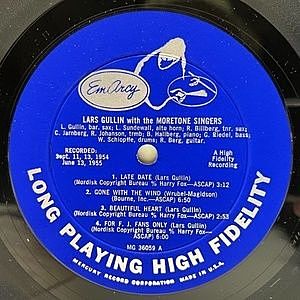 EmArcy
LARS GULLIN with the MORETONE SINGERS
L. Gullin, bar. sax; L. Sundewall, alto horn; R. Billberg, tnr. sax;
C. Jarnberg, R. Johansson, trmb; B. Hallberg, piano; G. Riedel, bass;
W. Schiopffe, drums; R. Berg, guitar.
RECORDED:
Sept. 11, 13, 1954
June 13, 1955
A High
Fidelity
Recording
1. LATE DATE (Lars Gullin)
(Nordisk Copyright Bureau % Harry Fox—ASCAP) 3:12
2. GONE WITH THE WIND (Wrubel-Magidson)
(Bourne, Inc.—ASCAP) 6:50
3. BEAUTIFUL HEART (Lars Gullin)
(Nordisk Copyright Bureau % Harry Fox—ASCAP) 2:53
4. FOR F. J. FANS ONLY (Lars Gullin)
(Nordisk Copyright Bureau % Harry Fox—
ASCAP) 6:00
MG 36059 A
LONG PLAYING HIGH FIDELITY
MERCURY RECORD CORPORATION MADE IN U.S.A.